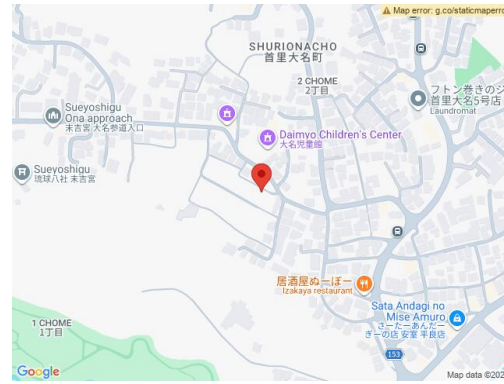 Map error: g.co/staticmaperro
SHURIONACHO
首里大名町
2 CHOME
2丁目
フトン巻きのジ
首里大名5号店
Laundromat
Sueyoshigu
Ona approach
末吉宮 大名参道入口
Daimyo Children's Center
大名児童館
Sueyoshigu
琉球八社 末吉宮
居酒屋ぬーぼー
Izakaya restaurant
Sata Andagi no
Mise Amuro
さーたーあんだー
ぎーの店 安室 平良店
1 CHOME
1丁目
153
Google
Map data ©202